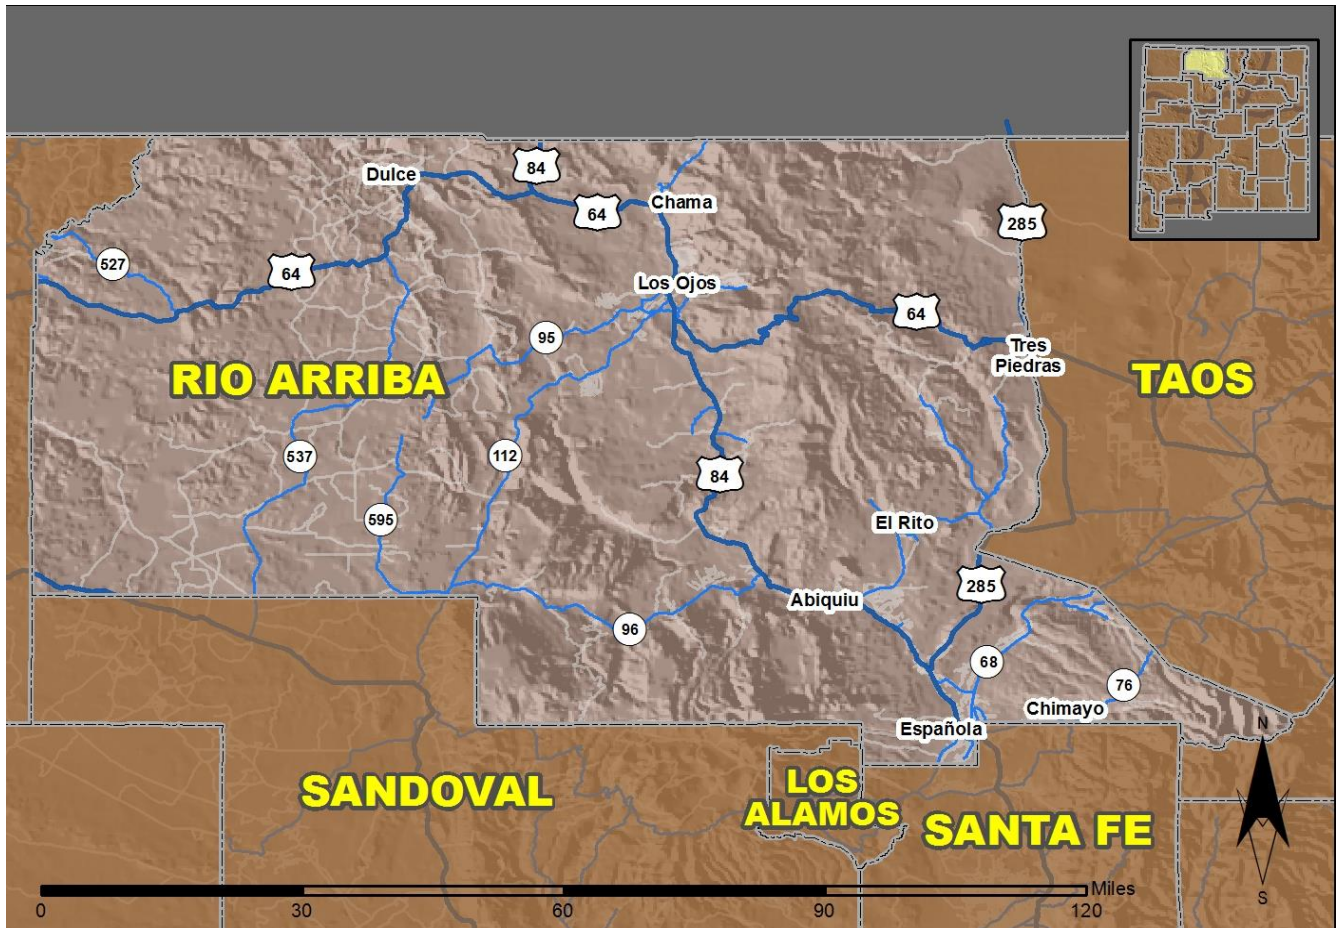 Dulce
84
64
Chama
285
527
64
Los Ojos
64
95
Tres
Piedras
RIO ARRIBA
TAOS
537
112
84
595
El Rito
285
Abiquiu
96
68
76
Chimayo
Española
N
SANDOVAL
LOS
ALAMOS
SANTA FE
Miles
S
0
30
60
90
120